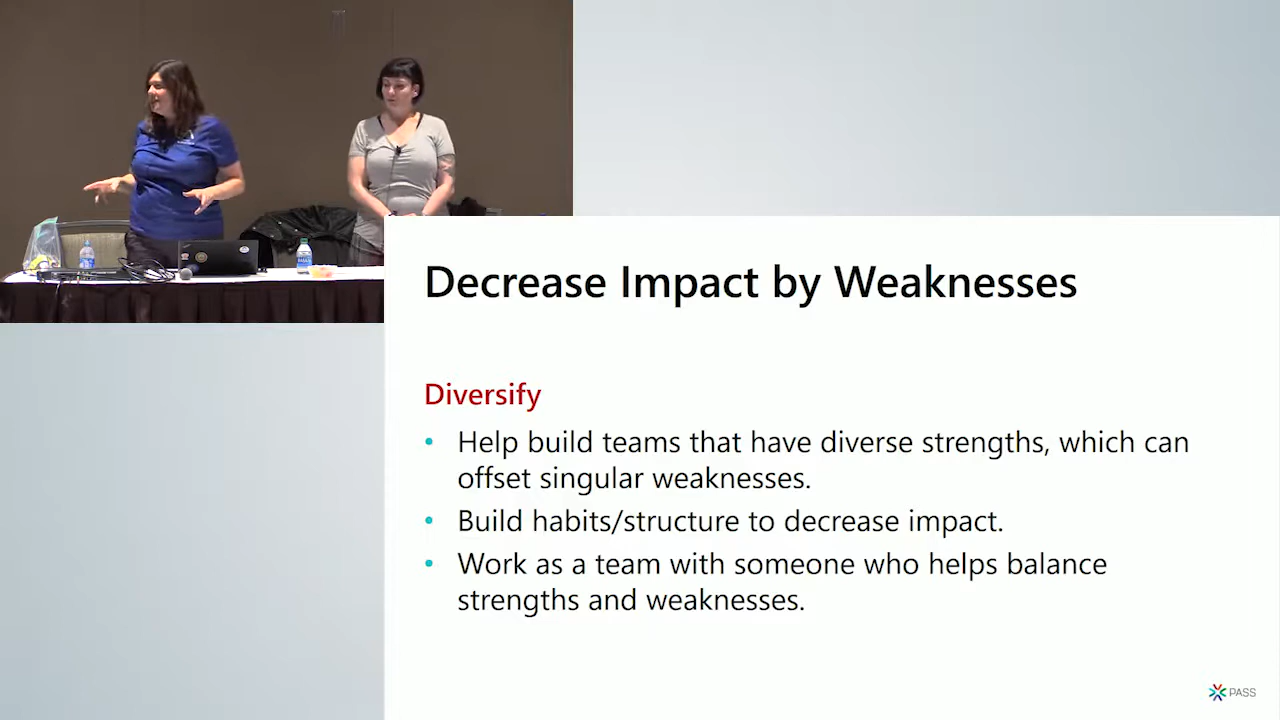 Decrease Impact by Weaknesses
Diversify
• Help build teams that have diverse strengths, which can
offset singular weaknesses.
• Build habits/structure to decrease impact.
• Work as a team with someone who helps balance
strengths and weaknesses.
PASS